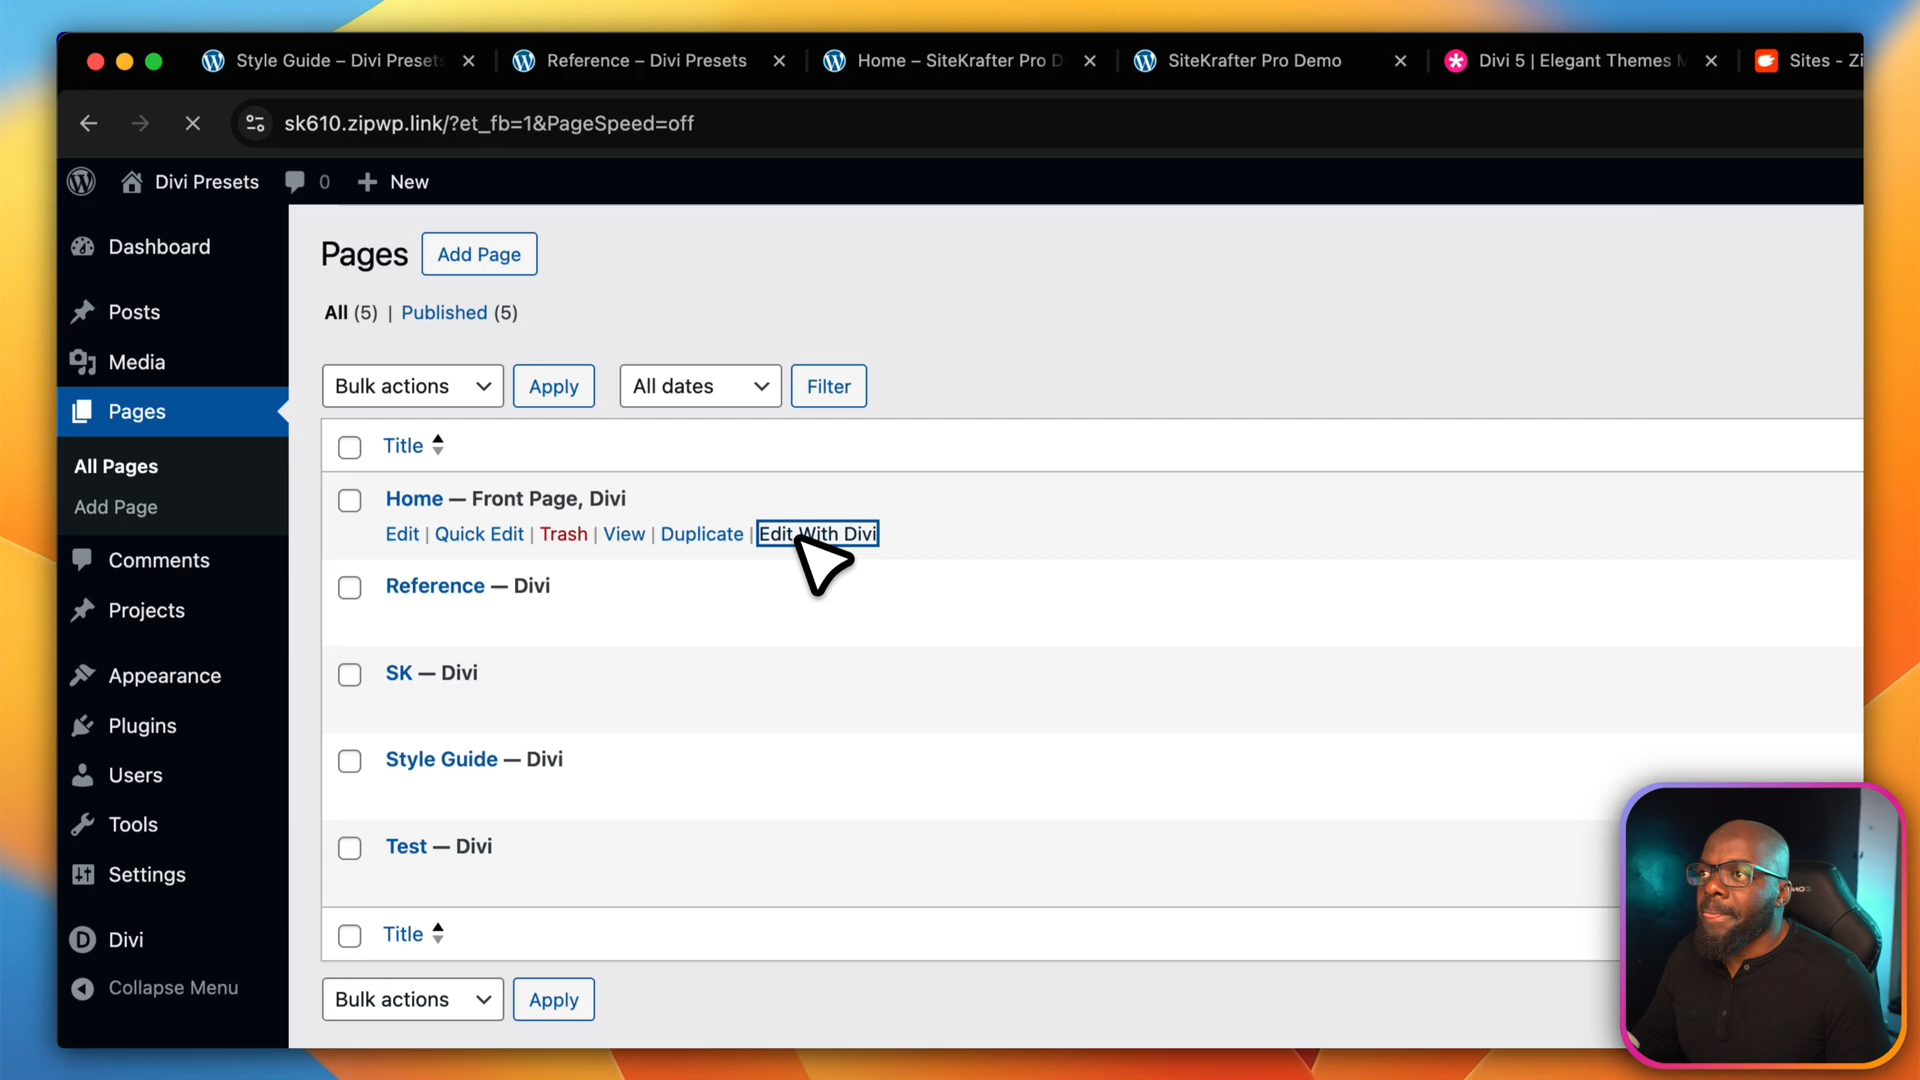 Style Guide – Divi Preset
Reference – Divi Presets
Home – SiteKrafter Pro D
SiteKrafter Pro Demo
Divi 5 | Elegant Themes M
Sites - Zi
sk610.zipwp.link/?et_fb=1&PageSpeed=off
Divi Presets
0
New
Dashboard
Posts
Media
Pages
All Pages
Add Page
Comments
Projects
Appearance
Plugins
Users
Tools
Settings
Divi
Collapse Menu
Pages Add Page
All (5) | Published (5)
Bulk actions Apply All dates Filter
Title
Home — Front Page, Divi
Edit | Quick Edit | Trash | View | Duplicate | Edit With Divi
Reference — Divi
SK — Divi
Style Guide — Divi
Test — Divi
Title
Bulk actions Apply